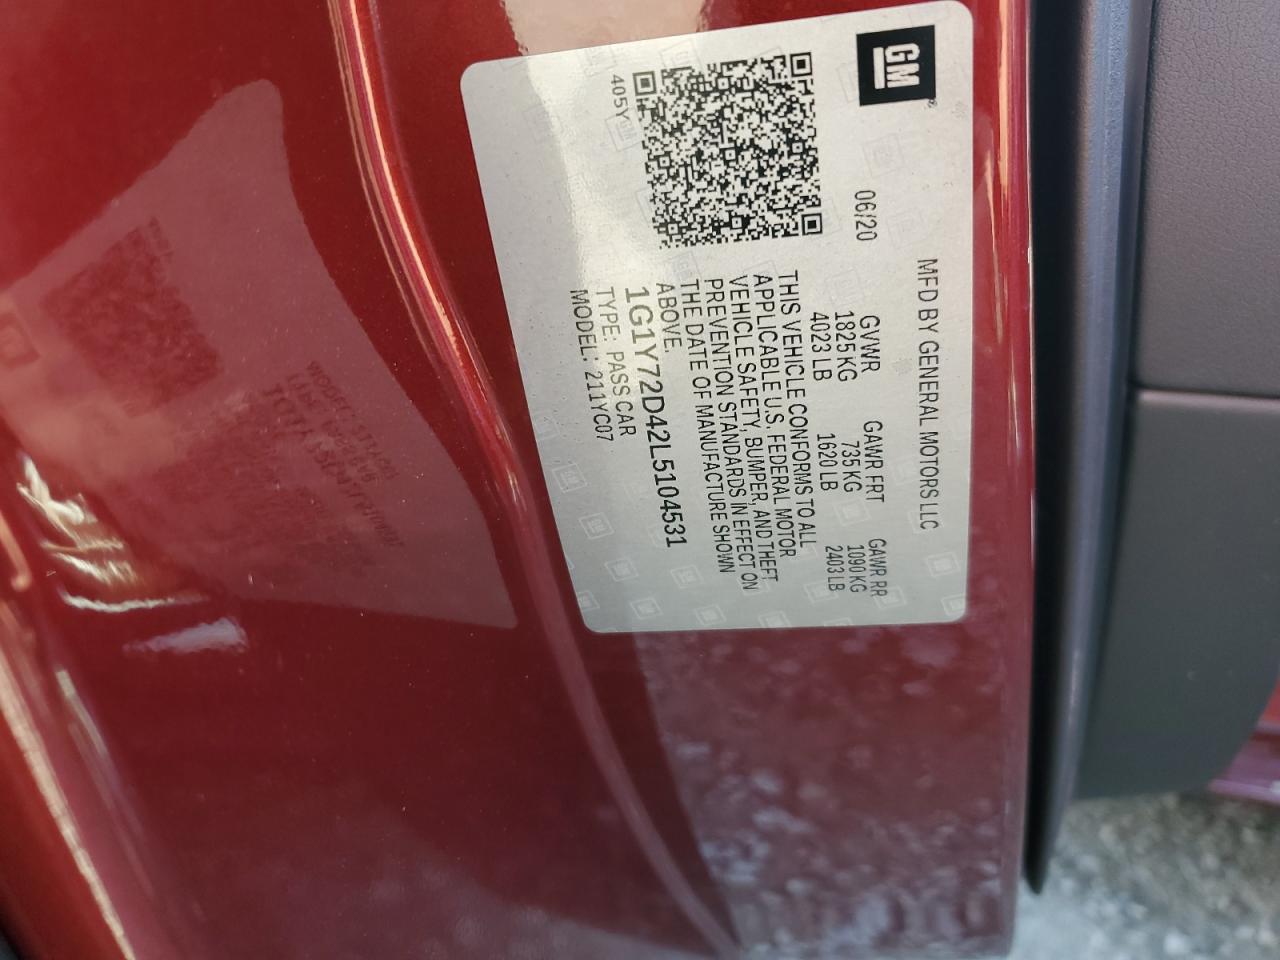 GM
MFD BY GENERAL MOTORS LLC
06/20 GVWR GAWR FRT GAWR RR
1825 KG 735 KG 1090 KG
4023 LB 1620 LB 2403 LB
THIS VEHICLE CONFORMS TO ALL
APPLICABLE U.S. FEDERAL MOTOR
VEHICLE SAFETY, BUMPER, AND THEFT
PREVENTION STANDARDS IN EFFECT ON
THE DATE OF MANUFACTURE SHOWN
ABOVE.
1G1Y72D42L5104531
TYPE: PASS CAR
MODEL: 211YC07
405Y